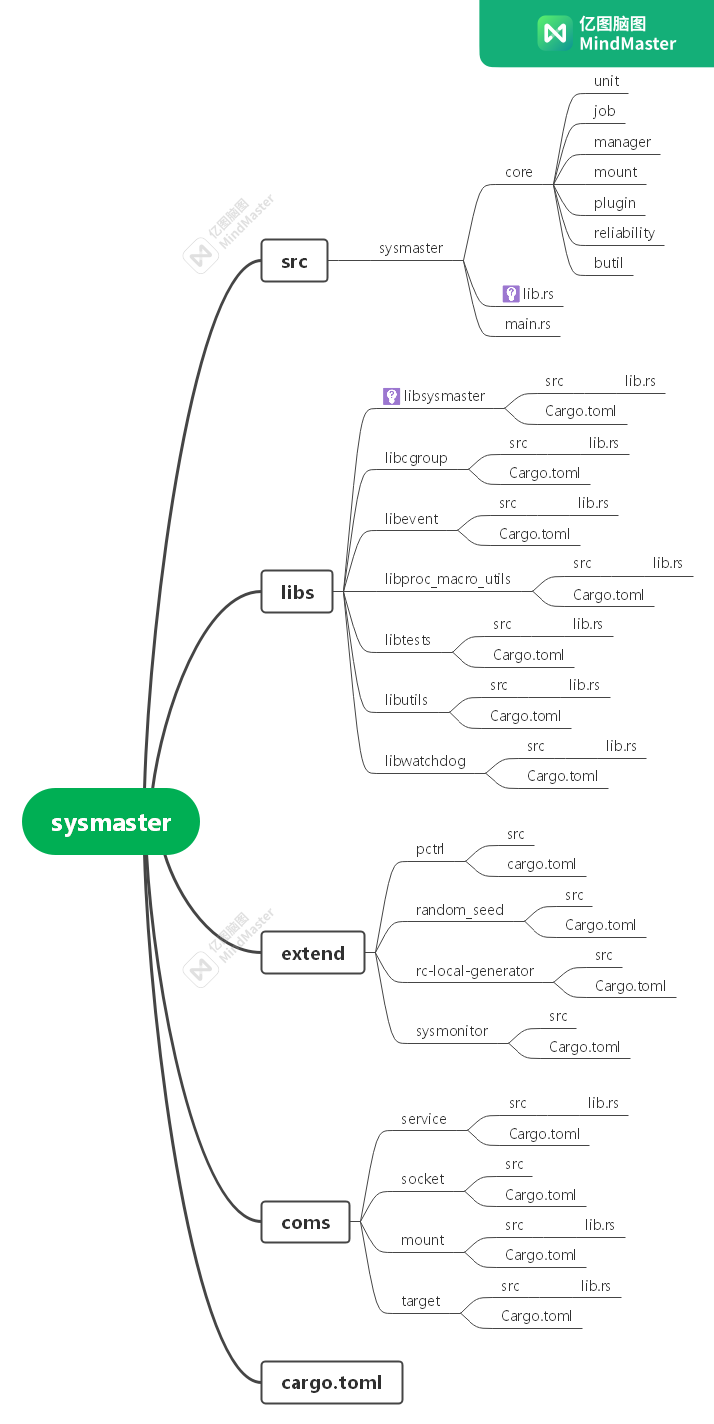 亿图脑图
MindMaster
unit
job
manager
core
mount
plugin
reliability
butil
sysmaster
src
lib.rs
main.rs
亿图脑图
MindMaster
libsysmaster
src
lib.rs
Cargo.toml
libcgroup
src
lib.rs
Cargo.toml
libevent
src
lib.rs
Cargo.toml
libproc_macro_utils
src
lib.rs
Cargo.toml
libs
libtests
src
lib.rs
Cargo.toml
libutils
src
lib.rs
Cargo.toml
libwatchdog
src
lib.rs
Cargo.toml
sysmaster
pctrl
src
cargo.toml
random_seed
src
Cargo.toml
extend
rc-local-generator
src
Cargo.toml
sysmonitor
src
Cargo.toml
亿图脑图
MindMaster
service
src
lib.rs
Cargo.toml
socket
src
Cargo.toml
coms
mount
src
lib.rs
Cargo.toml
target
src
lib.rs
Cargo.toml
cargo.toml